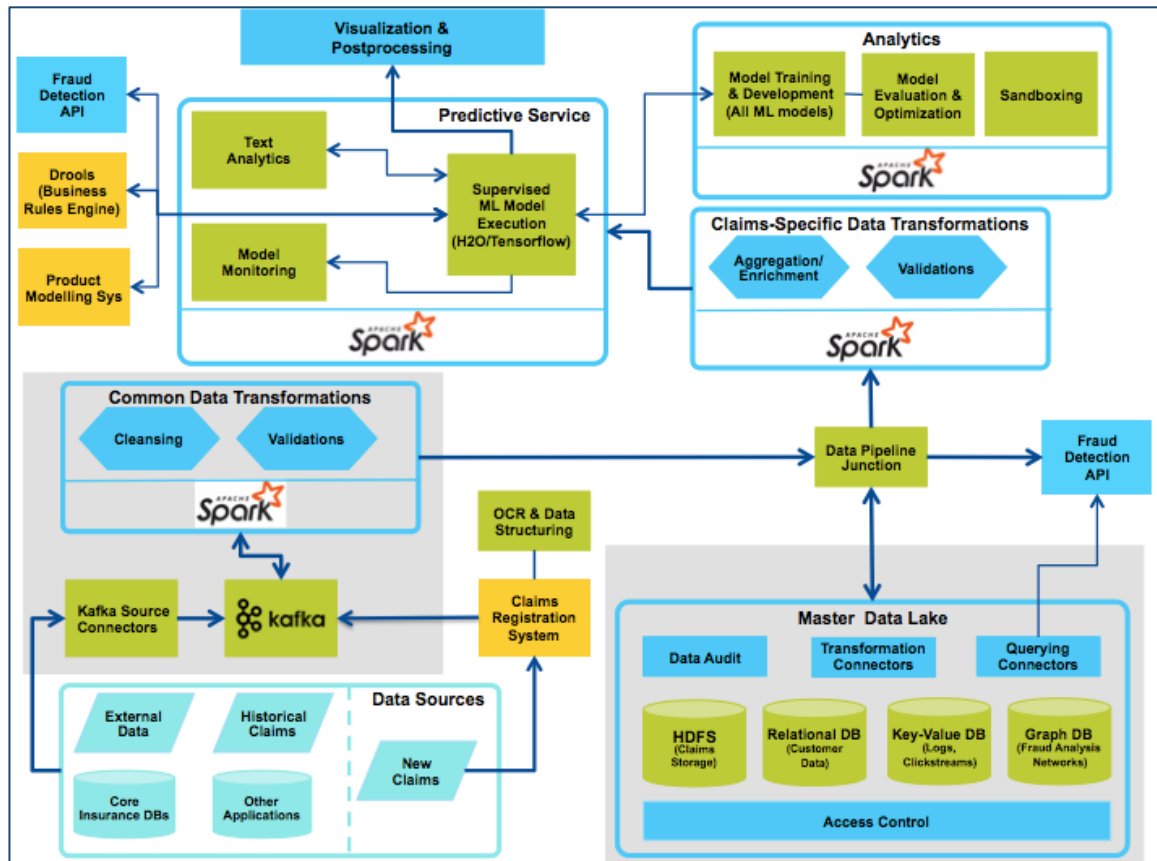 Visualization &
Postprocessing
Analytics
Model Training
& Development
(All ML models)
Model
Evaluation &
Optimization
Sandboxing
APACHE
Spark
Fraud
Detection
API
Drools
(Business
Rules Engine)
Product
Modelling Sys
Predictive Service
Text
Analytics
Supervised
ML Model
Execution
(H2O/Tensorflow)
Model
Monitoring
APACHE
Spark
Claims-Specific Data Transformations
Aggregation/
Enrichment
Validations
APACHE
Spark
Common Data Transformations
Cleansing
Validations
APACHE
Spark
Data Pipeline
Junction
Fraud
Detection
API
OCR & Data
Structuring
Kafka Source
Connectors
kafka
Claims
Registration
System
Data Sources
External
Data
Historical
Claims
New
Claims
Core
Insurance DBs
Other
Applications
Master Data Lake
Data Audit
Transformation
Connectors
Querying
Connectors
HDFS
(Claims
Storage)
Relational DB
(Customer
Data)
Key-Value DB
(Logs,
Clickstreams)
Graph DB
(Fraud Analysis
Networks)
Access Control